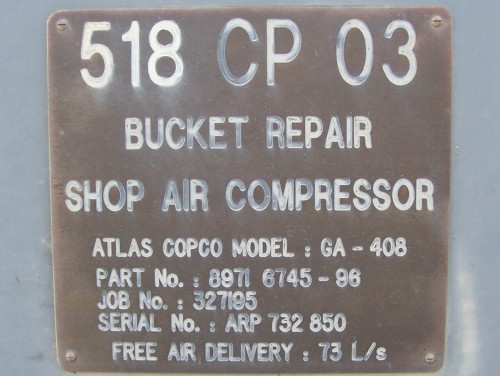 518 CP 03
BUCKET REPAIR
SHOP AIR COMPRESSOR
ATLAS COPCO MODEL : GA - 408
PART No. : 8971 6745 - 96
JOB No. : 327195
SERIAL No. : ARP 732 850
FREE AIR DELIVERY : 73 L/s